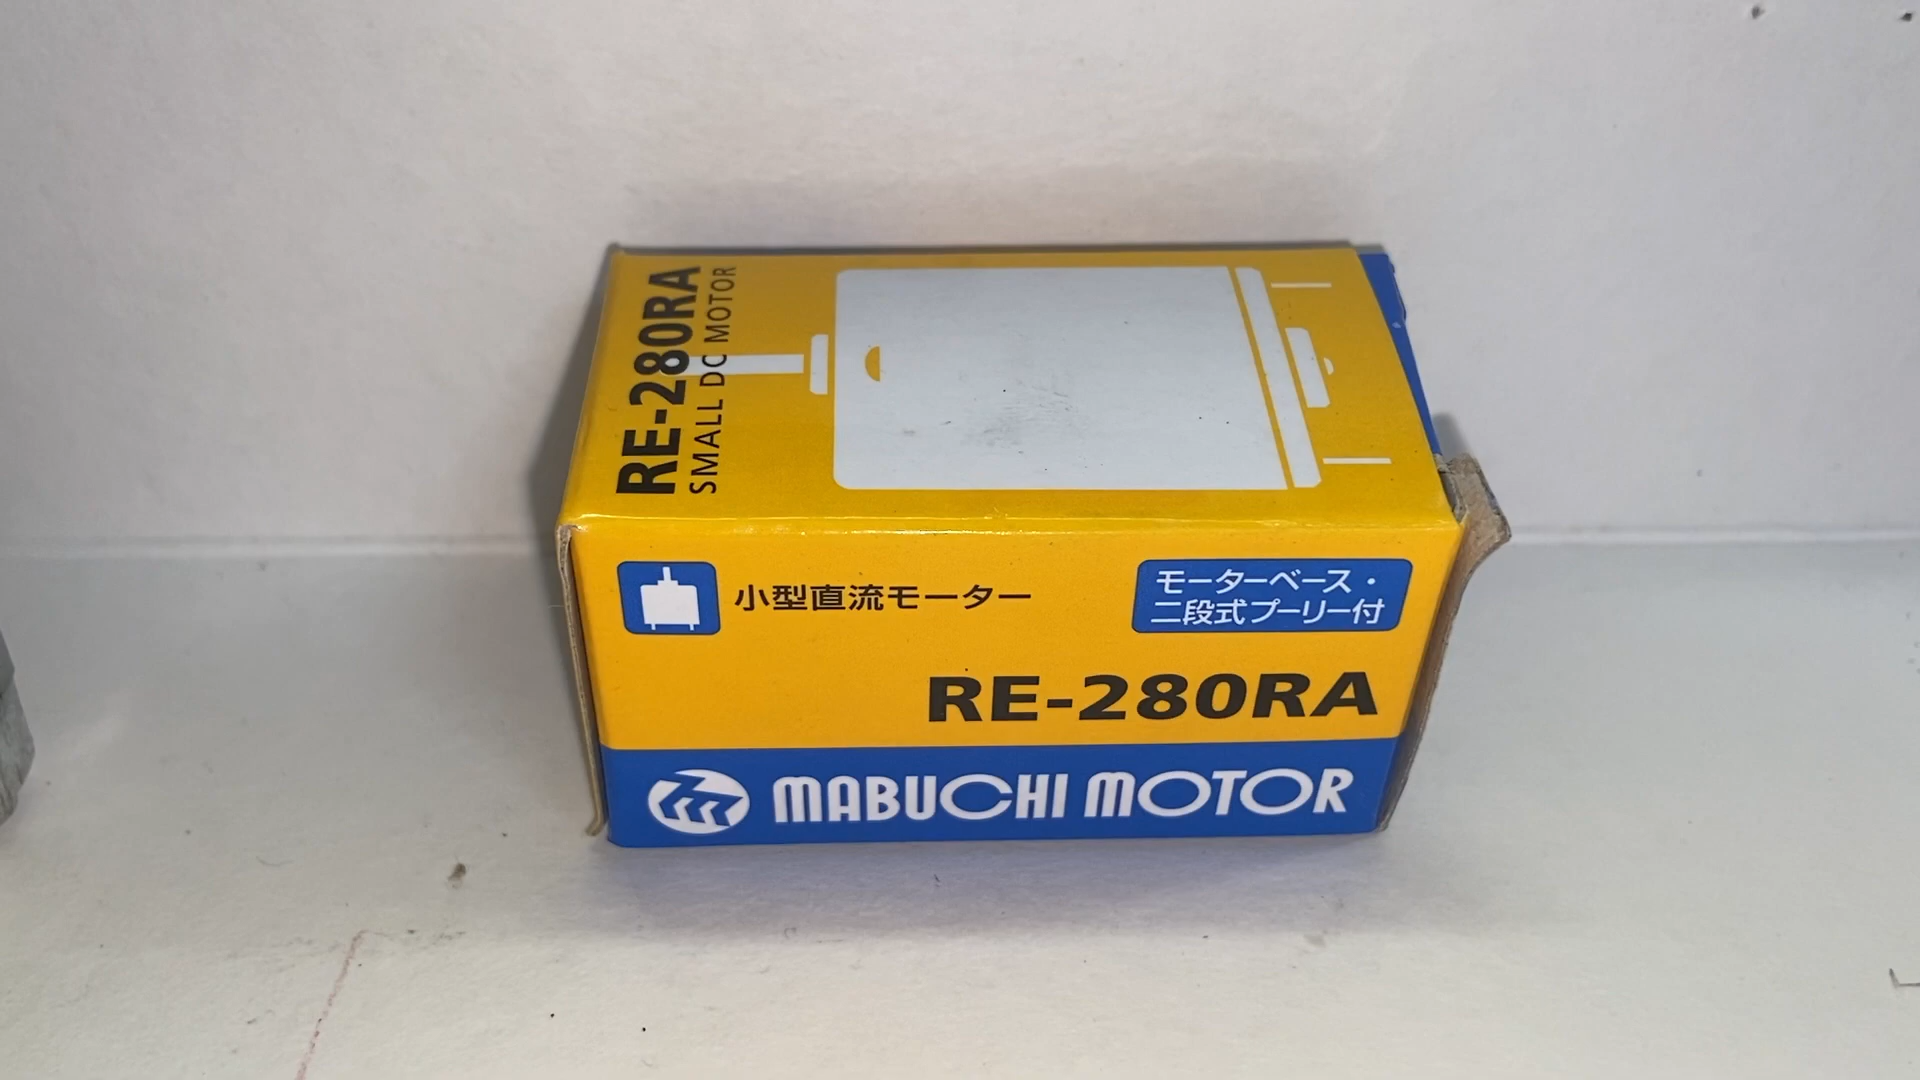 RE-280RA
SMALL DC MOTOR
小型直流モーター
モーターベース・
二段式プーリー付
RE-280RA
MABUCHI MOTOR